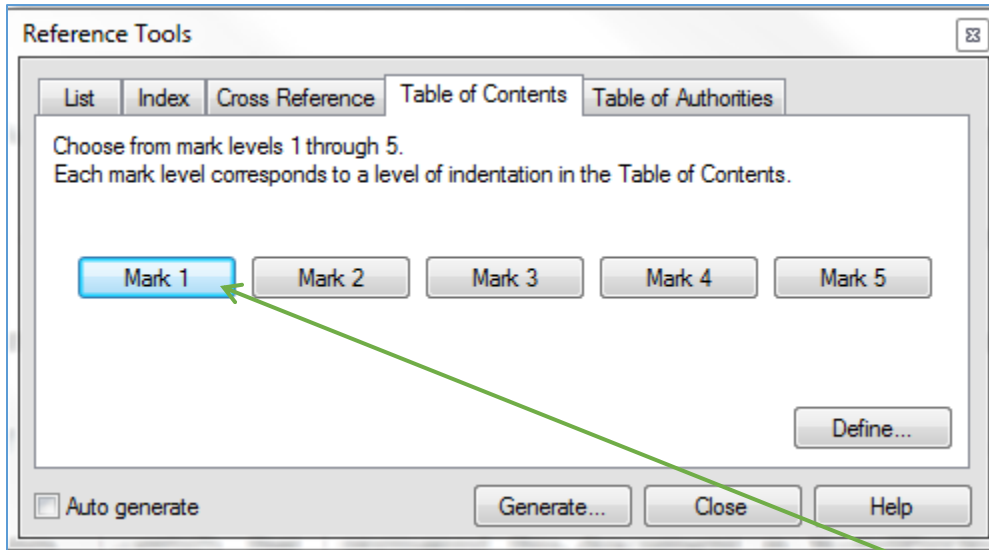 Reference Tools
List Index Cross Reference Table of Contents Table of Authorities
Choose from mark levels 1 through 5.
Each mark level corresponds to a level of indentation in the Table of Contents.
Mark 1 Mark 2 Mark 3 Mark 4 Mark 5
Define...
Auto generate Generate... Close Help